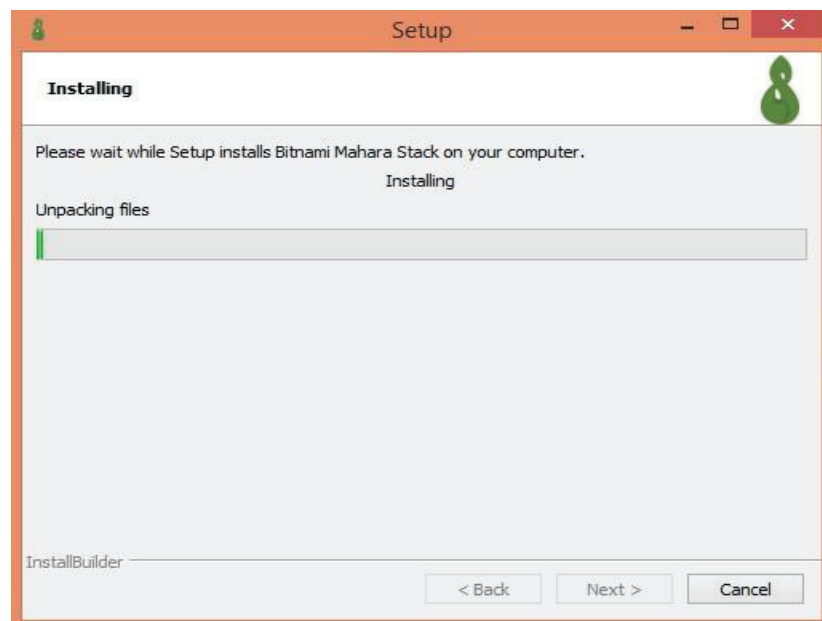 Setup
Installing
Please wait while Setup installs Bitnami Mahara Stack on your computer.
Installing
Unpacking files
InstallBuilder
< Back Next > Cancel